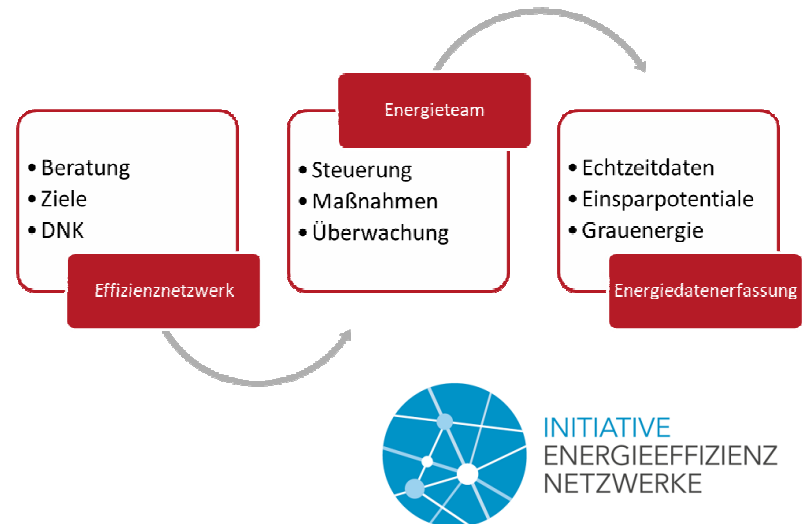 • Beratung
• Ziele
• DNK
Effizienznetzwerk
Energieteam
• Steuerung
• Maßnahmen
• Überwachung
• Echtzeitdaten
• Einsparpotentiale
• Grauenergie
Energiedatenerfassung
INITIATIVE
ENERGIEEFFIZIENZ
NETZWERKE